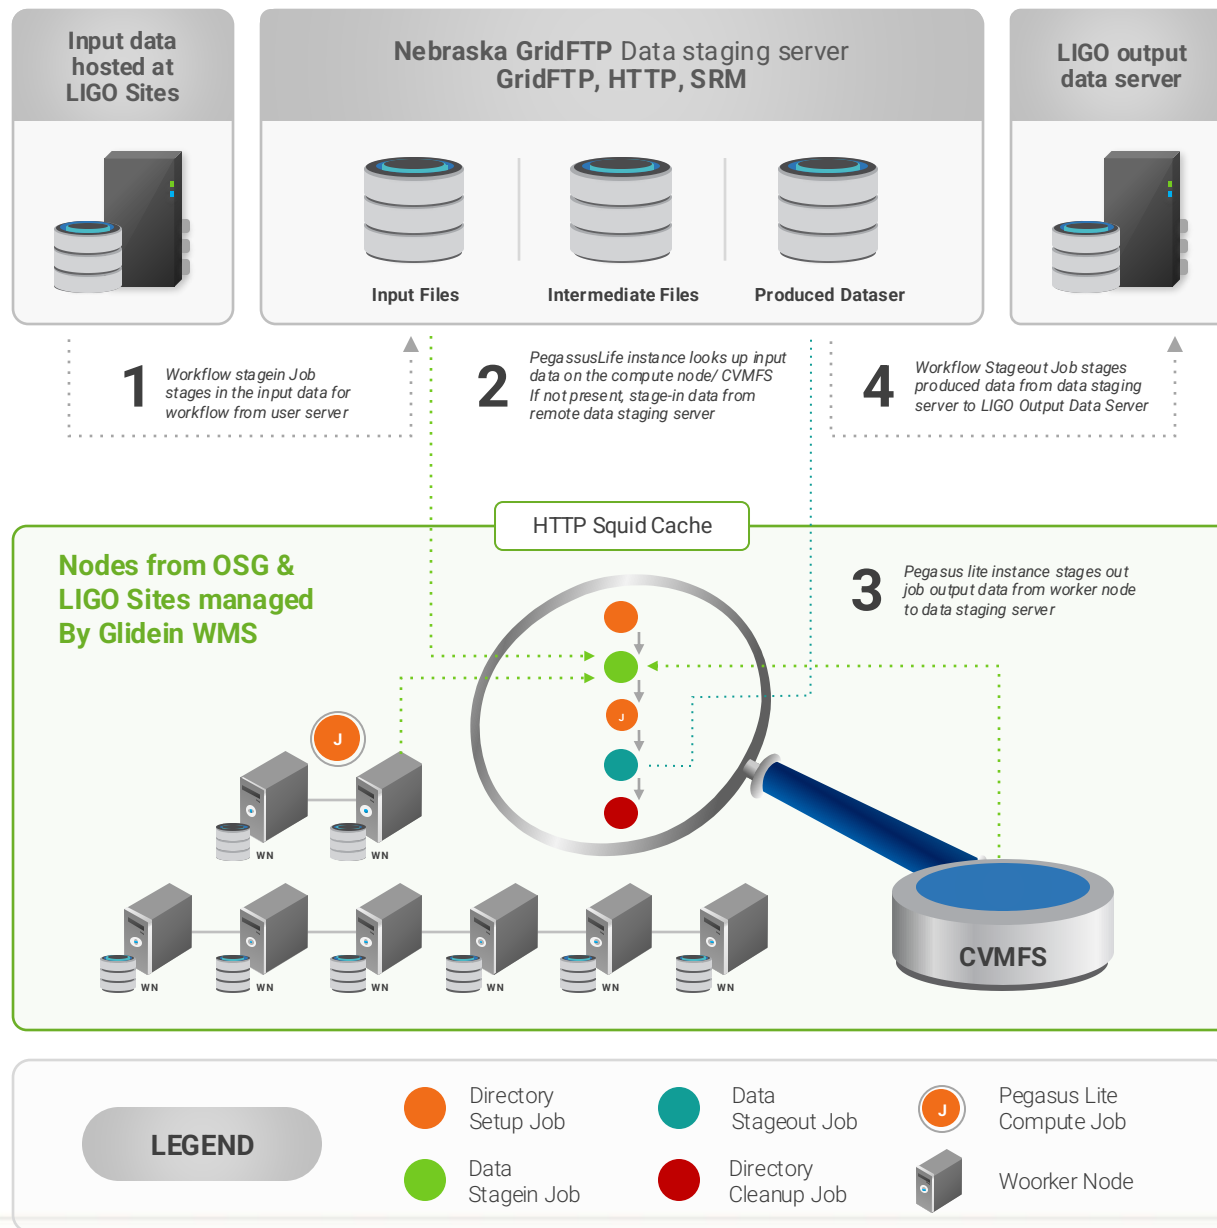 Input data
hosted at
LIGO Sites
Nebraska GridFTP Data staging server
GridFTP, HTTP, SRM
LIGO output
data server
Input Files
Intermediate Files
Produced Dataser
1
Workflow stagein Job
stages in the input data for
workflow from user server
2
PegassusLife instance looks up input
data on the compute node/ CVMFS
If not present, stage-in data from
remote data staging server
4
Workflow Stageout Job stages
produced data from data staging
server to LIGO Output Data Server
HTTP Squid Cache
Nodes from OSG &
LIGO Sites managed
By Glidein WMS
3
Pegasus lite instance stages out
job output data from worker node
to data staging server
J
J
WN
WN
WN
WN
WN
WN
WN
WN
CVMFS
LEGEND
Directory
Setup Job
Data
Stageout Job
J
Pegasus Lite
Compute Job
Data
Stagein Job
Directory
Cleanup Job
Woorker Node